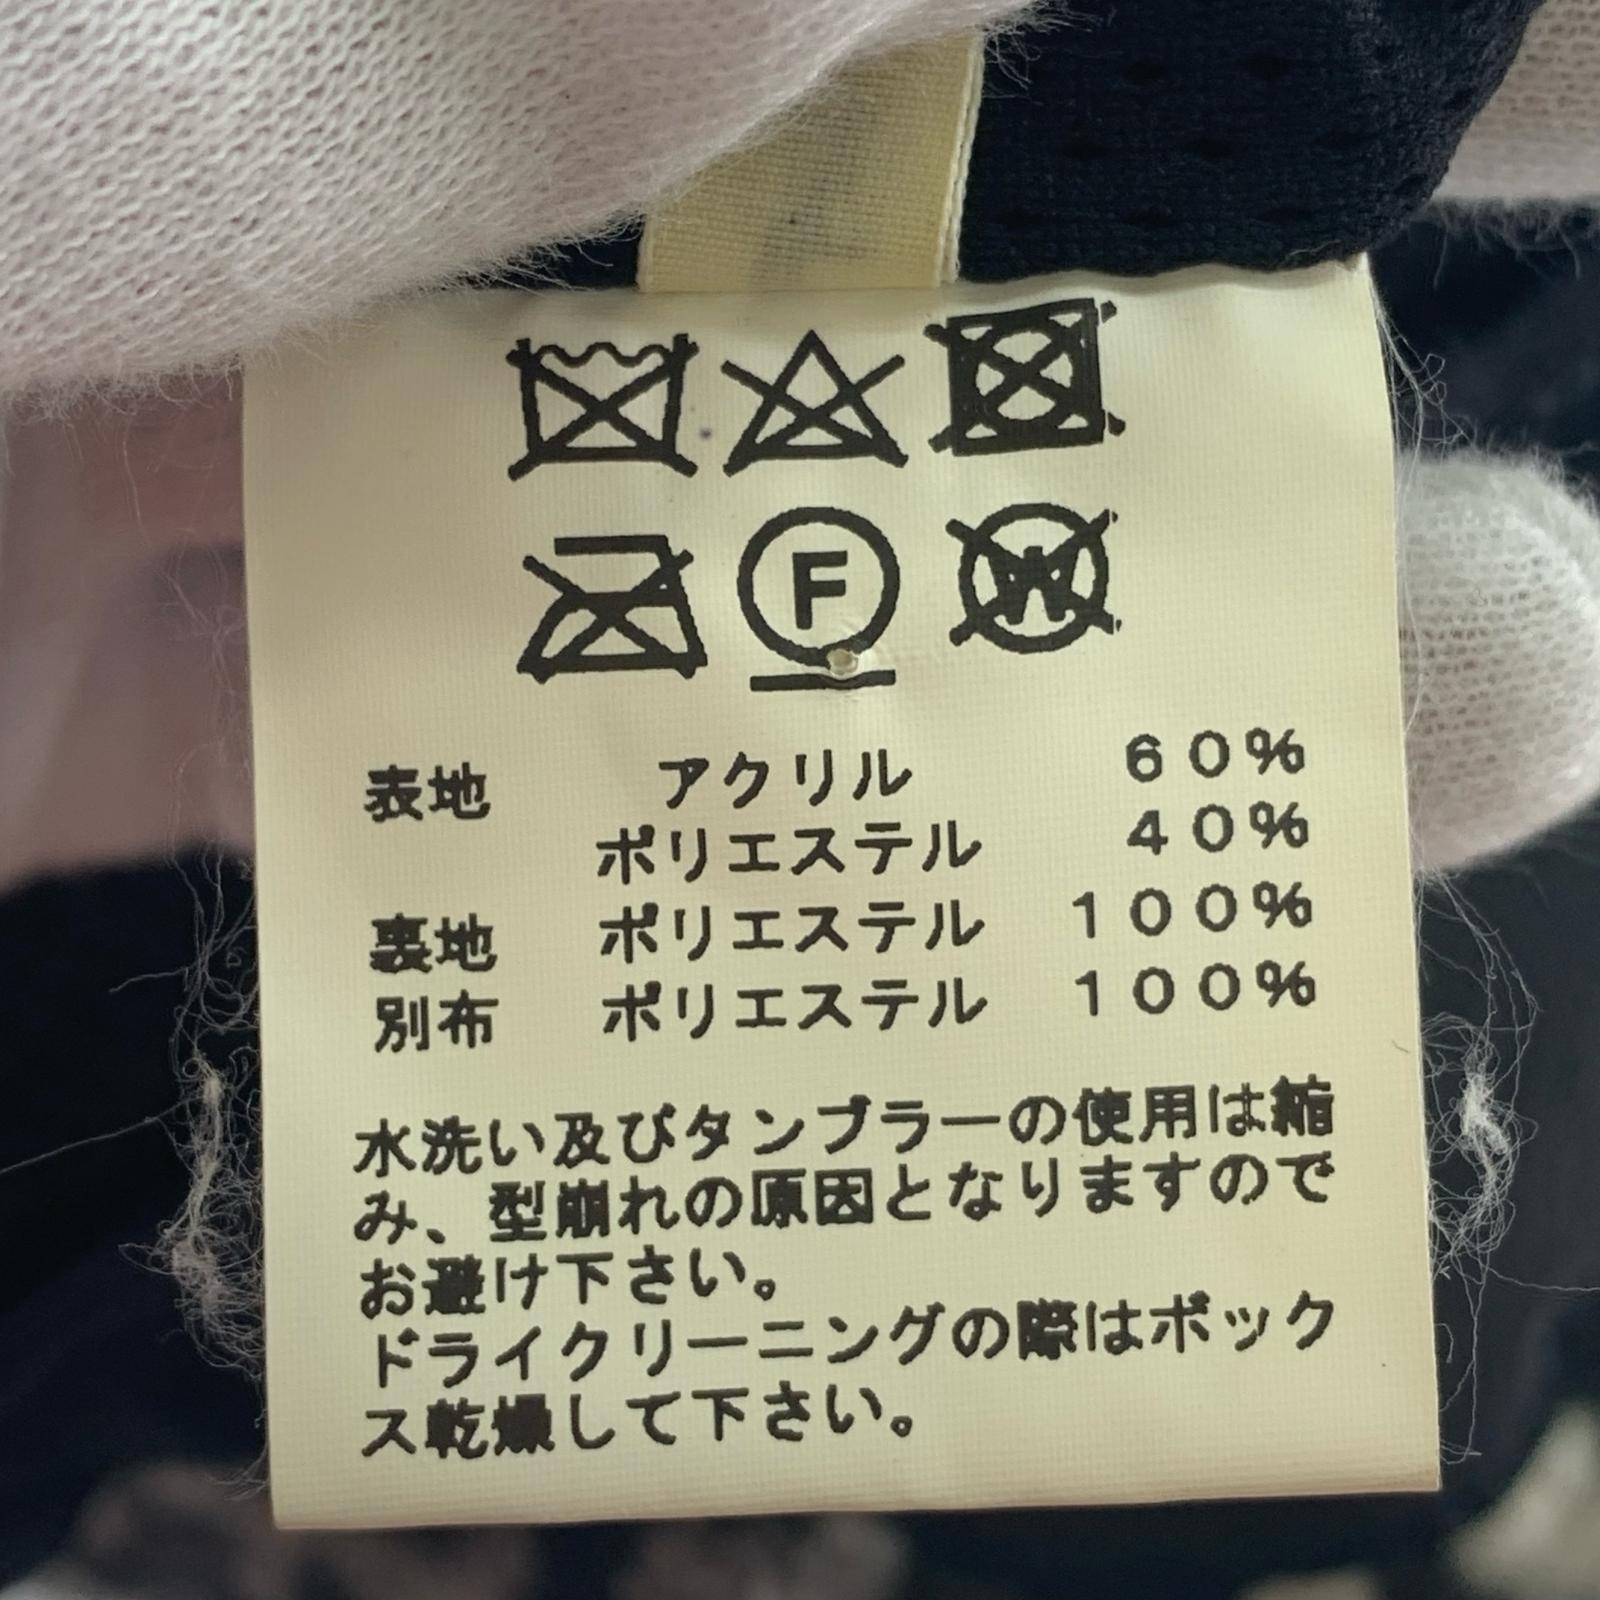 F
W
表地 アクリル 60%
ポリエステル 40%
裏地 ポリエステル 100%
別布 ポリエステル 100%
水洗い及びタンブラーの使用は縮
み、型崩れの原因となりますので
お避け下さい。
ドライクリーニングの際はボック
ス乾燥して下さい。